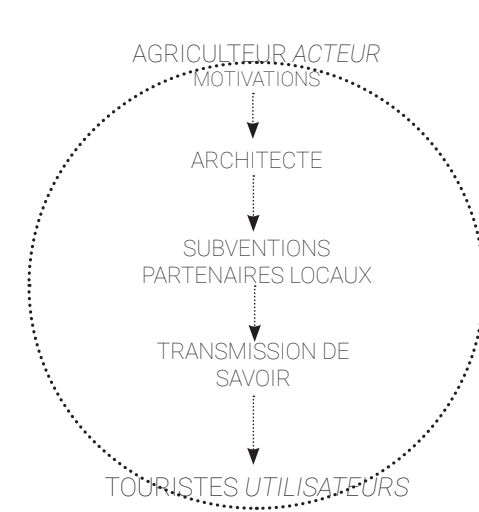 AGRICULTEUR ACTEUR
MOTIVATIONS
ARCHITECTE
SUBVENTIONS
PARTENAIRES LOCAUX
TRANSMISSION DE
SAVOIR
TOURISTES UTILISATEURS